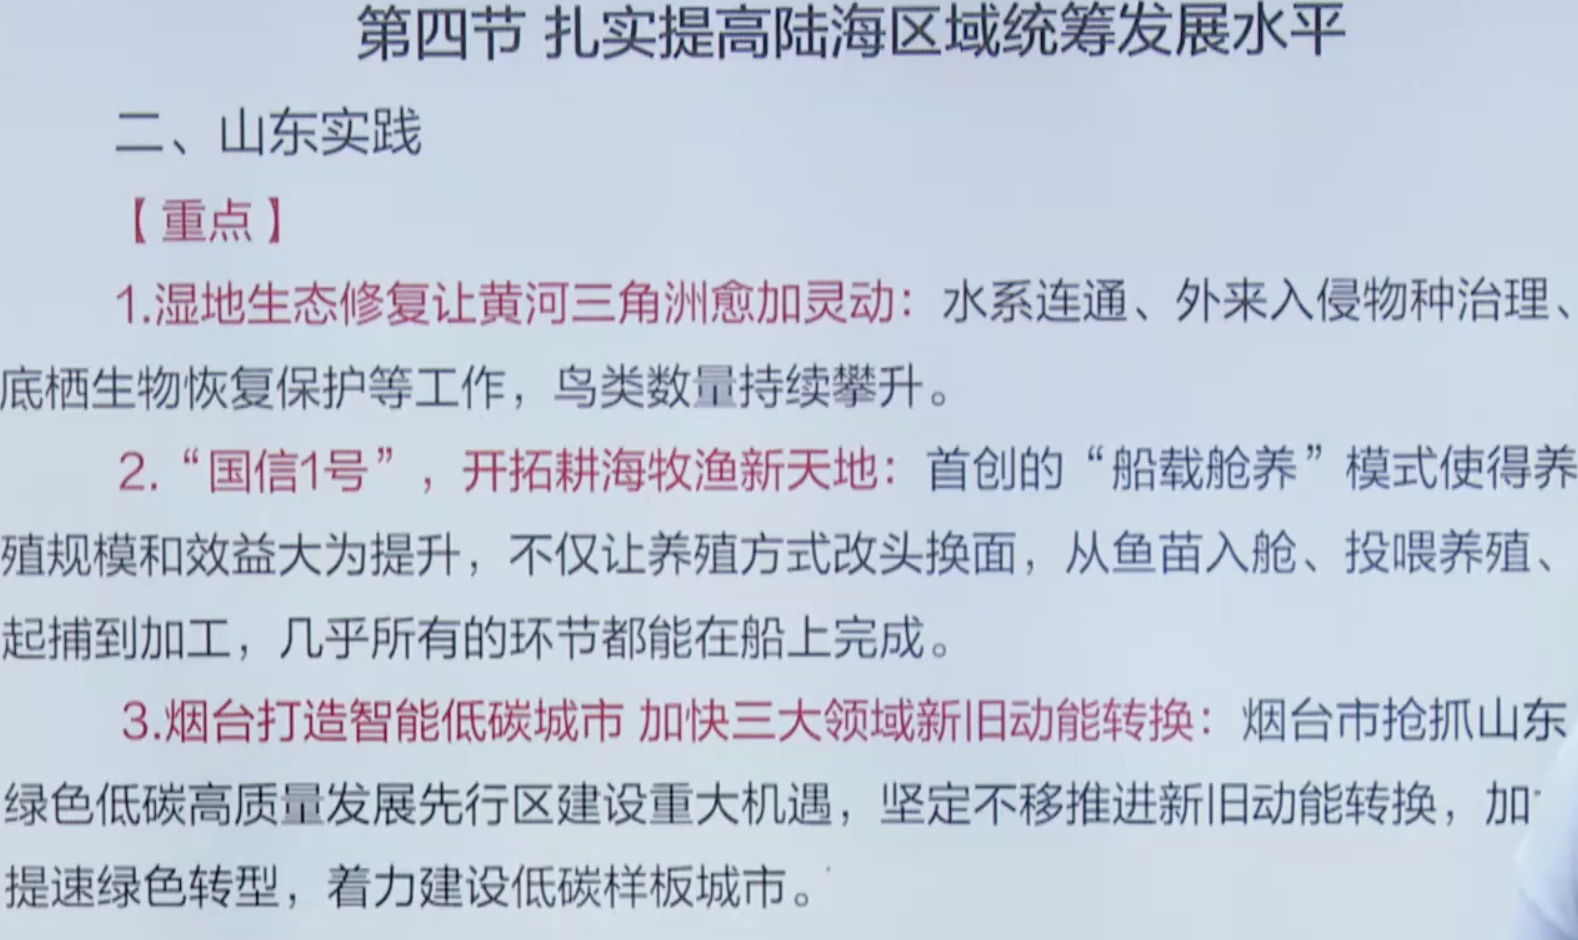 第四节 扎实提高陆海区域统筹发展水平
二、山东实践
【重点】
1.湿地生态修复让黄河三角洲愈加灵动：水系连通、外来入侵物种治理、
底栖生物恢复保护等工作，鸟类数量持续攀升。
2.“国信1号”，开拓耕海牧渔新天地：首创的“船载舱养”模式使得养
殖规模和效益大为提升，不仅让养殖方式改头换面，从鱼苗入舱、投喂养殖、
起捕到加工，几乎所有的环节都能在船上完成。
3.烟台打造智能低碳城市 加快三大领域新旧动能转换：烟台市抢抓山东
绿色低碳高质量发展先行区建设重大机遇，坚定不移推进新旧动能转换，加
提速绿色转型，着力建设低碳样板城市。